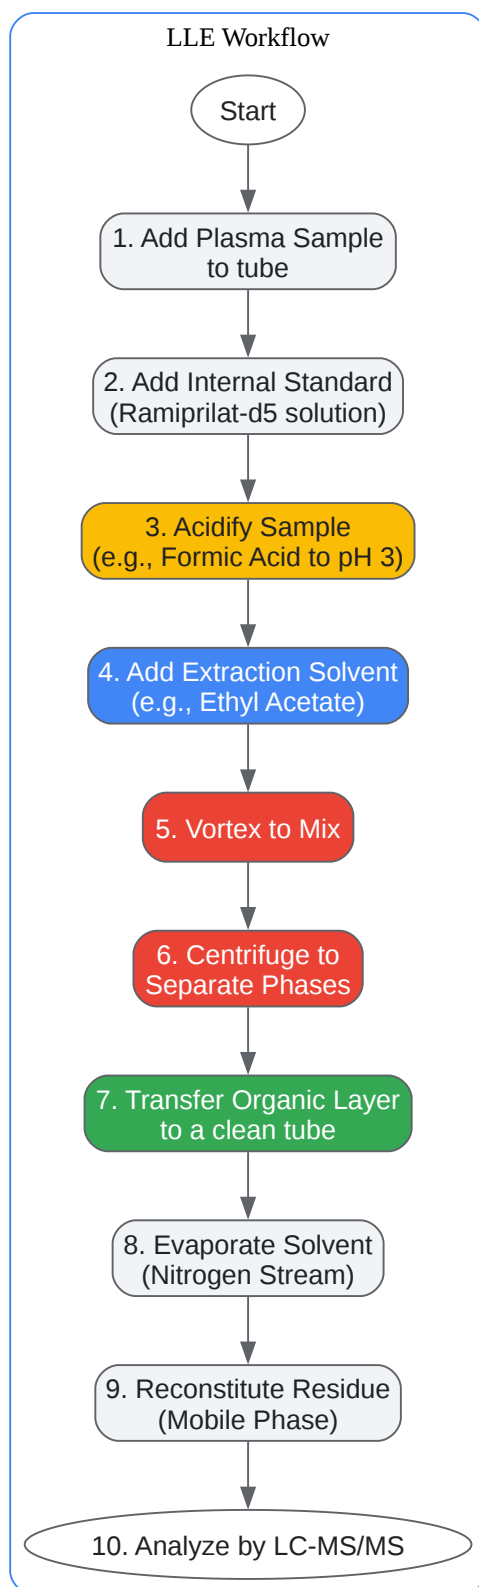 LLE Workflow
Start
1. Add Plasma Sample
to tube
2. Add Internal Standard
(Ramiprilat-d5 solution)
3. Acidify Sample
(e.g., Formic Acid to pH 3)
4. Add Extraction Solvent
(e.g., Ethyl Acetate)
5. Vortex to Mix
6. Centrifuge to
Separate Phases
7. Transfer Organic Layer
to a clean tube
8. Evaporate Solvent
(Nitrogen Stream)
9. Reconstitute Residue
(Mobile Phase)
10. Analyze by LC-MS/MS